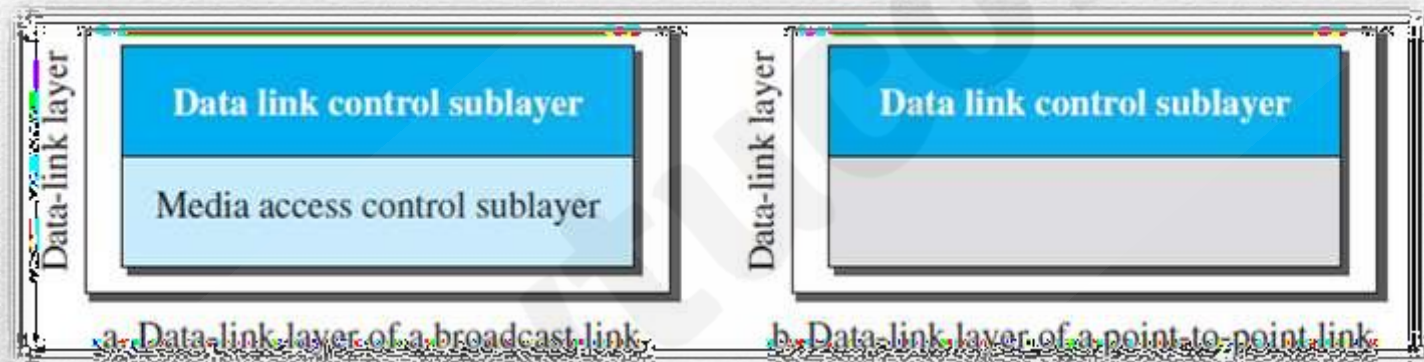 Data-link layer
Data link control sublayer
Media access control sublayer
a. Data-link layer of a broadcast link
Data-link layer
Data link control sublayer
b. Data-link layer of a point-to-point link